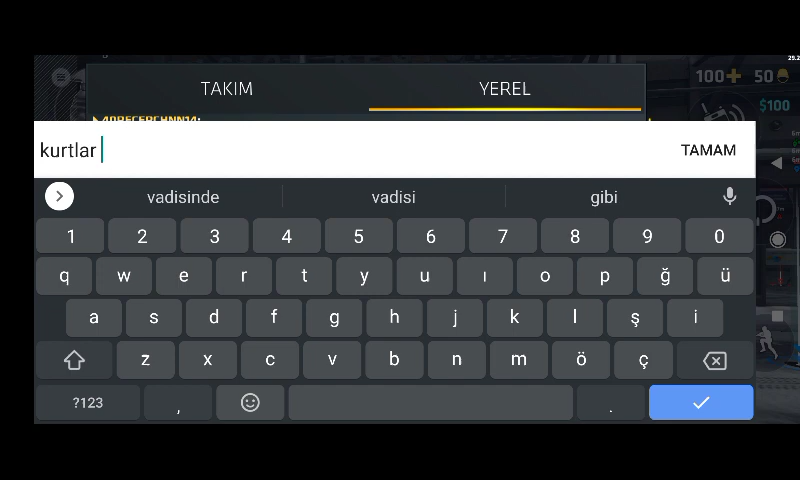 100 50
TAKIM YEREL
$100
kurtlar TAMAM
vadisinde vadisi gibi
1 2 3 4 5 6 7 8 9 0
q w e r t y u ı o p ğ ü
a s d f g h j k l ş i
z x c v b n m ö ç
?123 , .